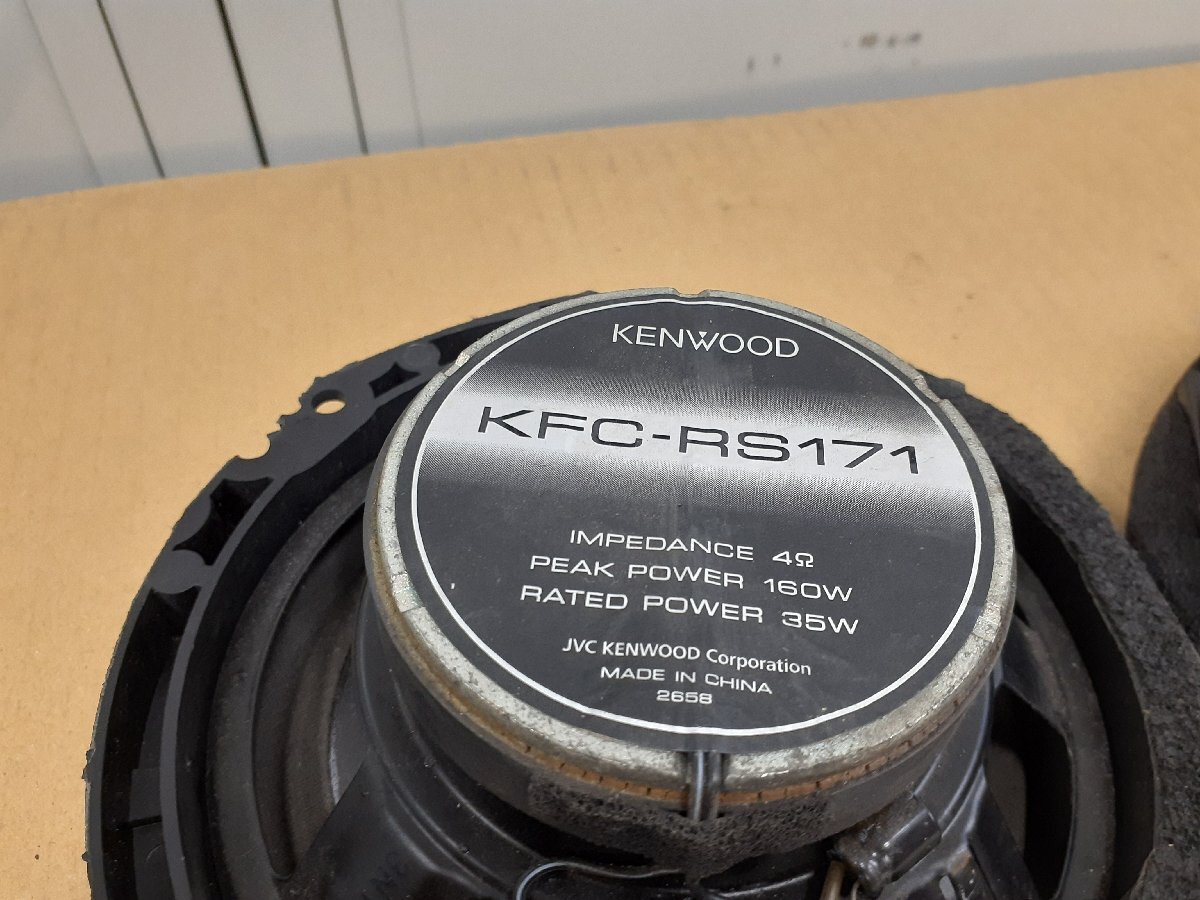 KENWOOD
KFC-RS171
IMPEDANCE 4Ω
PEAK POWER 160W
RATED POWER 35W
JVC KENWOOD Corporation
MADE IN CHINA
2658